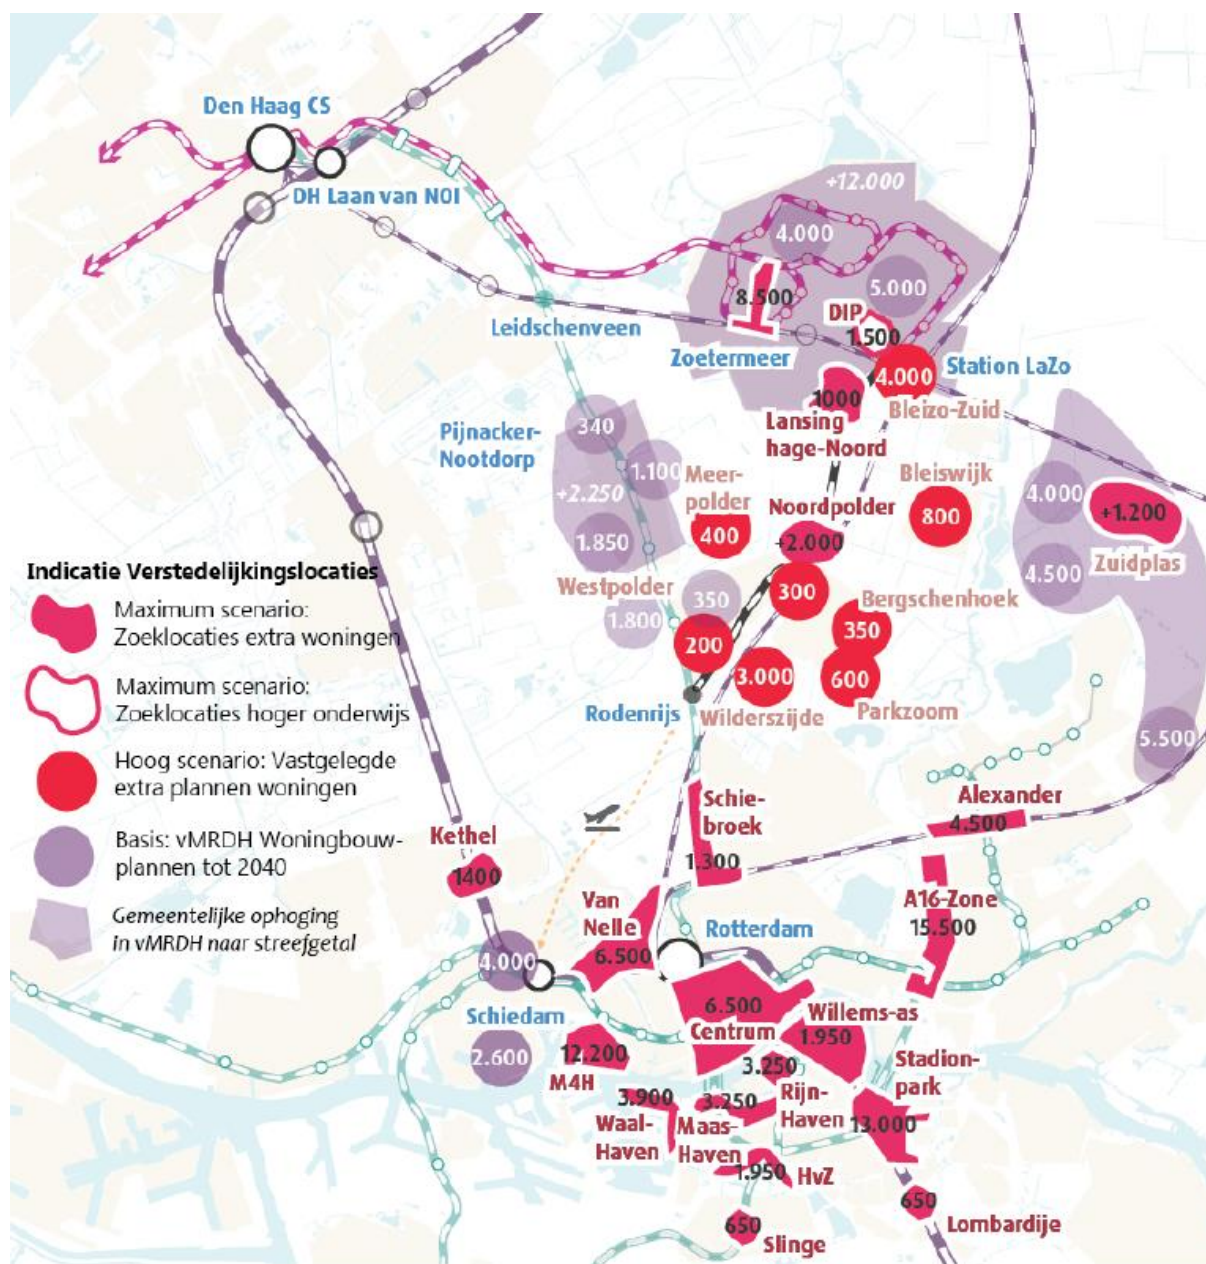 Den Haag CS
DH Laan van NOI
+12.000
4.000
5.000
8.500
DIP
1.500
Leidschenveen
Zoetermeer
4.000
Station LaZo
1000
Bleizo-Zuid
Lansing
hage-Noord
340
Pijnacker-
Nootdorp
1.100
+2.250
Meer-
polder
400
Bleiswijk
800
Noordpolder
+2.000
4.000
+1.200
Zuidplas
4.500
1.850
Westpolder
350
1.800
300
Bergschenhoek
350
200
3.000
600
Rodenrijs
Wilderszijde
Parkzoom
5.500
Indicatie Verstedelijkingslocaties
Maximum scenario:
Zoeklocaties extra woningen
Maximum scenario:
Zoeklocaties hoger onderwijs
Hoog scenario: Vastgelegde
extra plannen woningen
Basis: vMRDH Woningbouw-
plannen tot 2040
Gemeentelijke ophoging
in vMRDH naar streefgetal
Schie-
broek
1.300
Alexander
4.500
Kethel
1400
Van
Nelle
6.500
A16-Zone
15.500
Rotterdam
4.000
Schiedam
2.600
6.500
Centrum
Willems-as
1.950
12.200
M4H
3.250
Rijn-
Haven
Stadion-
park
13.000
3.900
Waal-
Haven
3.250
Maas-
Haven
1.950
HvZ
650
Slinge
650
Lombardije